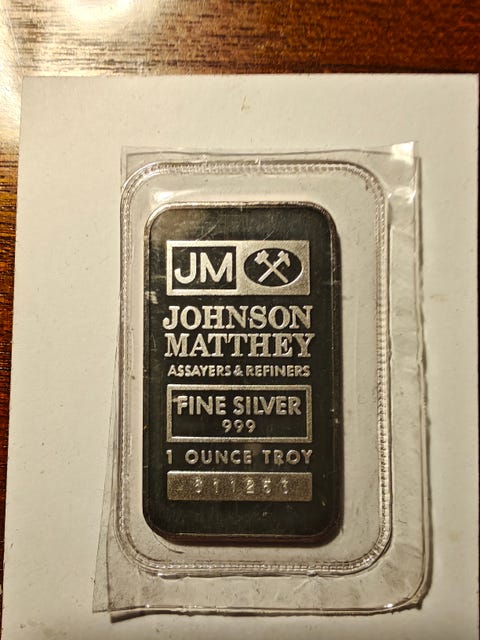 JM
JOHNSON
MATTHEY
ASSAYERS & REFINERS
FINE SILVER
999
1 OUNCE TROY